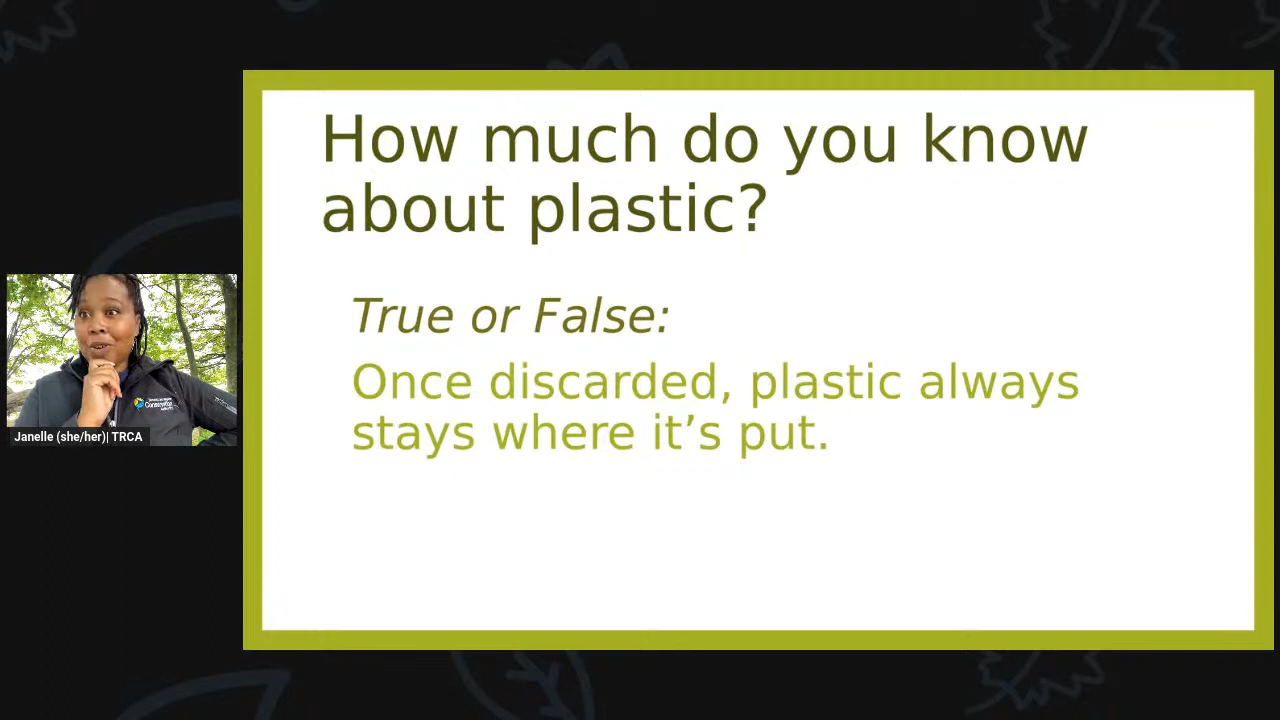 How much do you know
about plastic?
True or False:
Once discarded, plastic always
stays where it’s put.
Janelle (she/her)| TRCA
Conservation